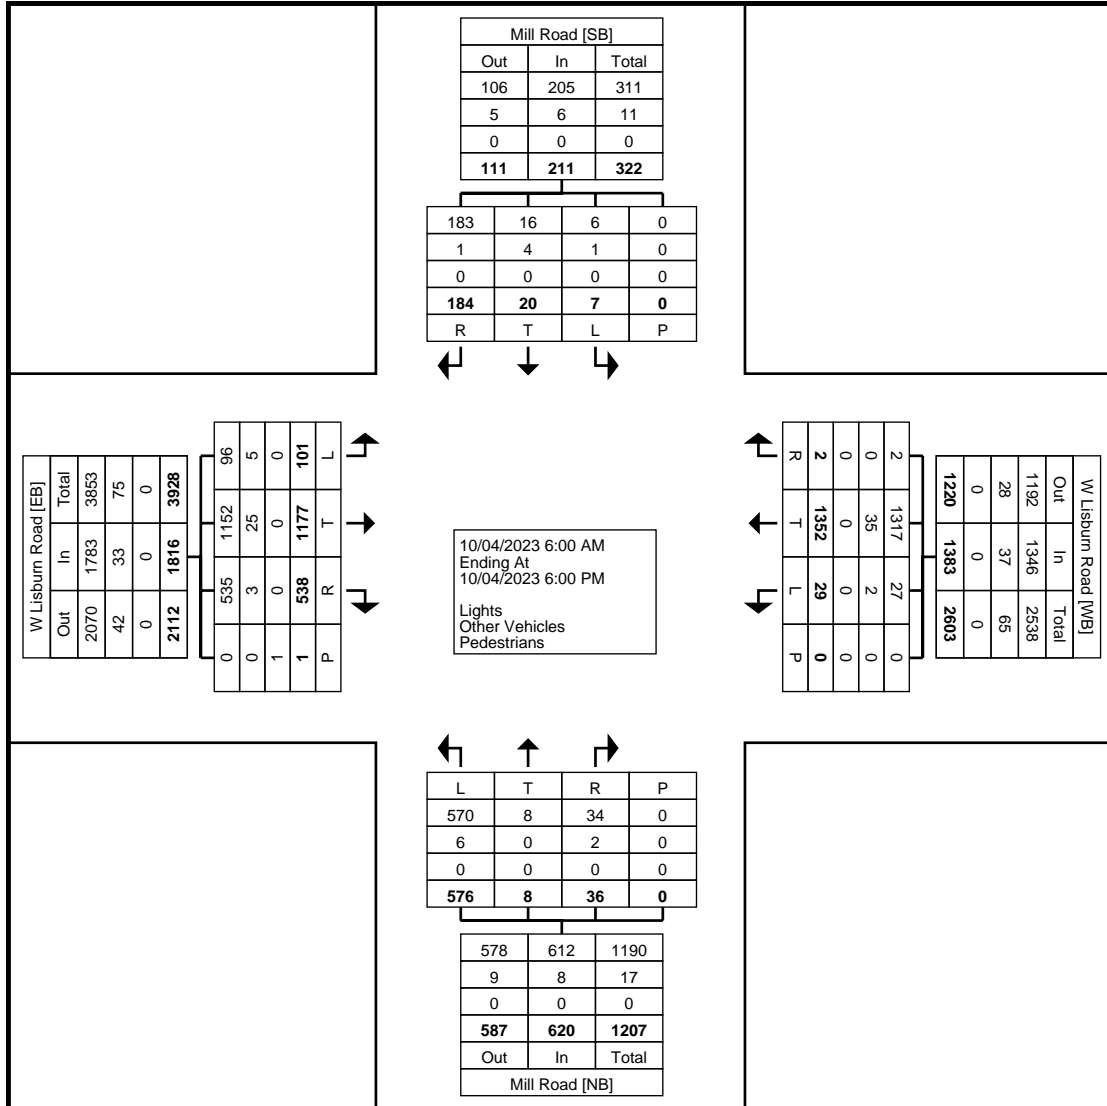 Mill Road [SB]
Out In Total
106 205 311
5 6 11
0 0 0
111 211 322
183 16 6 0
1 4 1 0
0 0 0 0
184 20 7 0
R T L P
W Lisburn Road [EB]
Total 3853 75 0 3928
In 1783 33 0 1816
Out 2070 42 0 2112
96 5 0 101 L
1152 25 0 1177 T
535 3 0 538 R
0 0 1 1 P
10/04/2023 6:00 AM
Ending At
10/04/2023 6:00 PM
Lights
Other Vehicles
Pedestrians
R 2 0 0 2
T 1352 0 35 1317
L 29 0 2 27
P 0 0 0 0
W Lisburn Road [WB]
Out In Total
1192 1346 2538
28 37 65
0 0 0
1220 1383 2603
L T R P
570 8 34 0
6 0 2 0
0 0 0 0
576 8 36 0
578 612 1190
9 8 17
0 0 0
587 620 1207
Out In Total
Mill Road [NB]